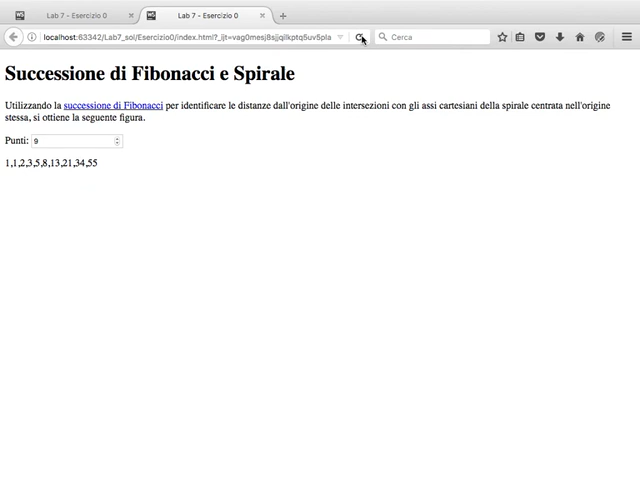 Lab 7 - Esercizio 0
Lab 7 - Esercizio 0
localhost:63342/Lab7_sol/Esercizio0/index.html?_ijt=vag0mesj8sjjqilkptq5uv5pla
Cerca
Successione di Fibonacci e Spirale
Utilizzando la successione di Fibonacci per identificare le distanze dall'origine delle intersezioni con gli assi cartesiani della spirale centrata nell'origine
stessa, si ottiene la seguente figura.
Punti: 9
1,1,2,3,5,8,13,21,34,55